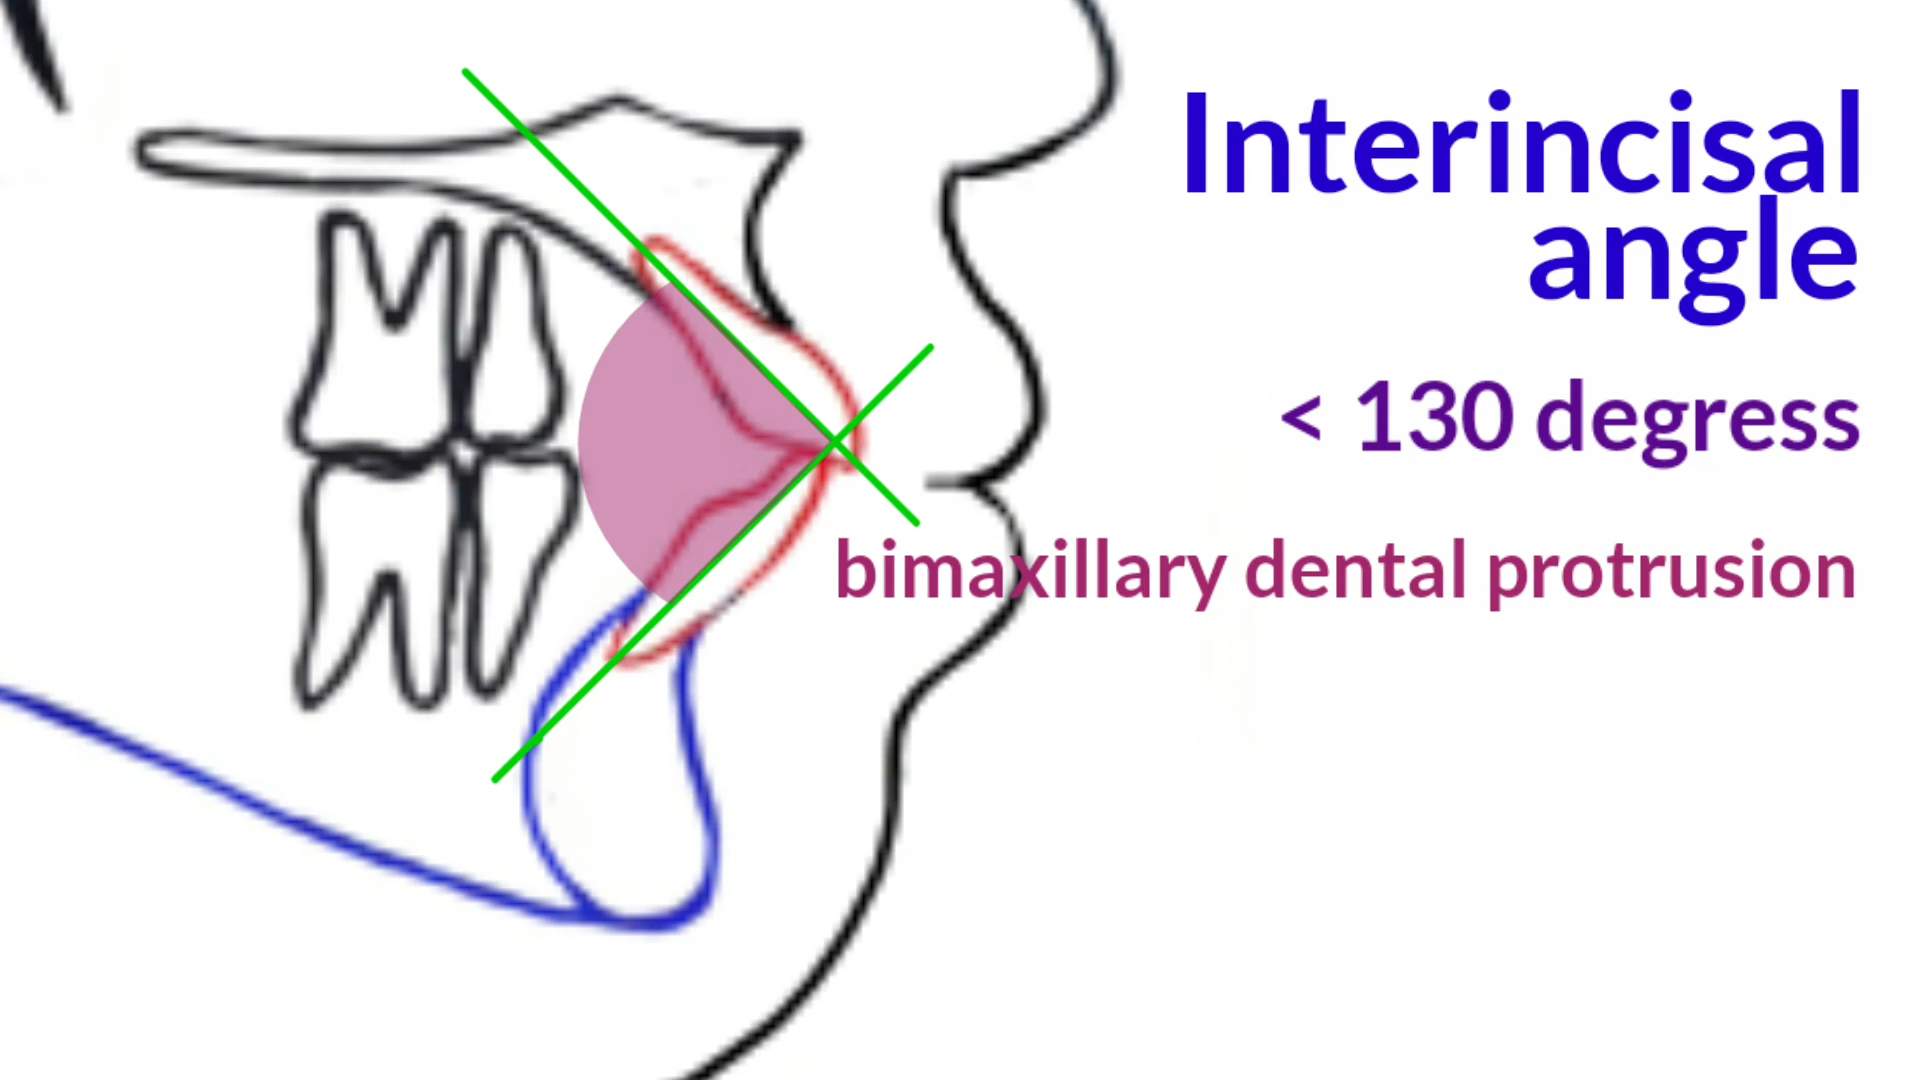 Interincisal
angle
< 130 degress
bimaxillary dental protrusion